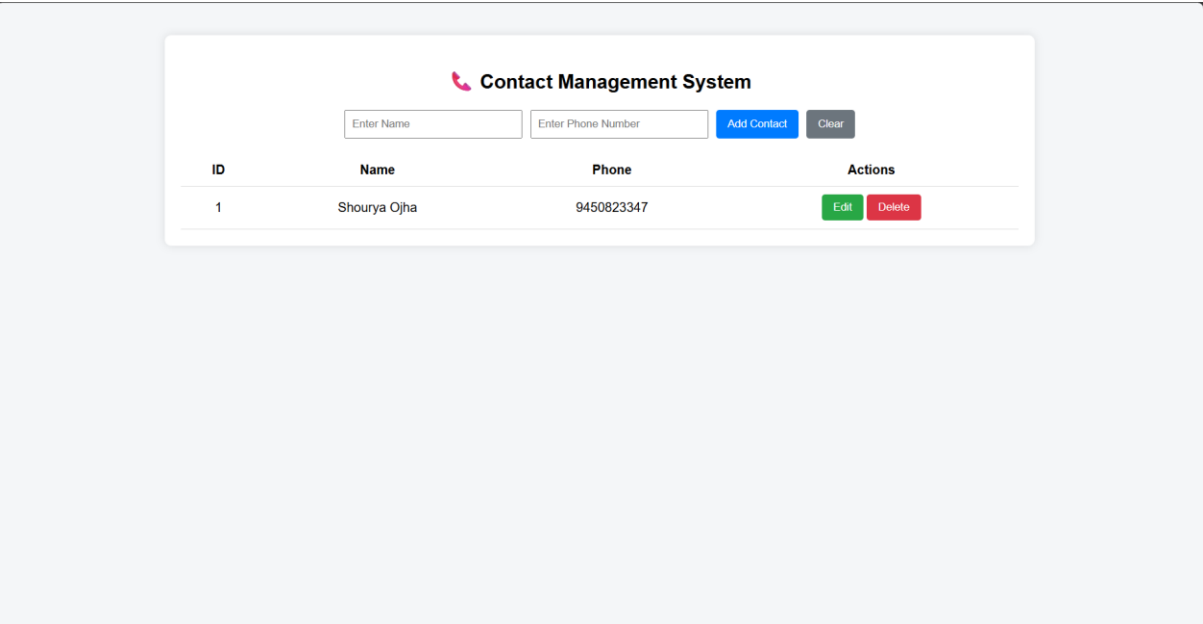 📞 Contact Management System
Enter Name Enter Phone Number Add Contact Clear
ID Name Phone Actions
1 Shourya Ojha 9450823347 Edit Delete